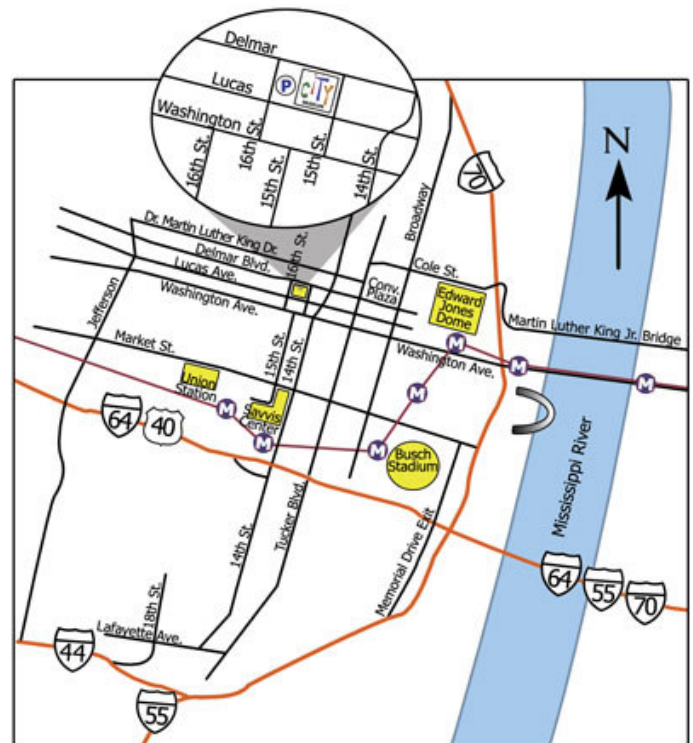 Delmar
Lucas
P
CiTY
Washington
16th St.
16th St.
15th St.
15th St.
14th St.
N
70
Broadway
Dr. Martin Luther King Dr.
16th St.
Delmar Blvd.
Lucas Ave.
Washington Ave.
Conv.
Plaza
Cole St.
Edward
Jones
Dome
Martin Luther King Jr. Bridge
Jefferson
Market St.
15th St.
14th St.
Washington Ave.
M
M
M
M
Union
Station
M
Savvis
Center
M
M
Busch
Stadium
64
40
Mississippi River
14th St.
Tucker Blvd.
Memorial Drive Exit
64
55
70
18th St.
Lafayette Ave.
44
55